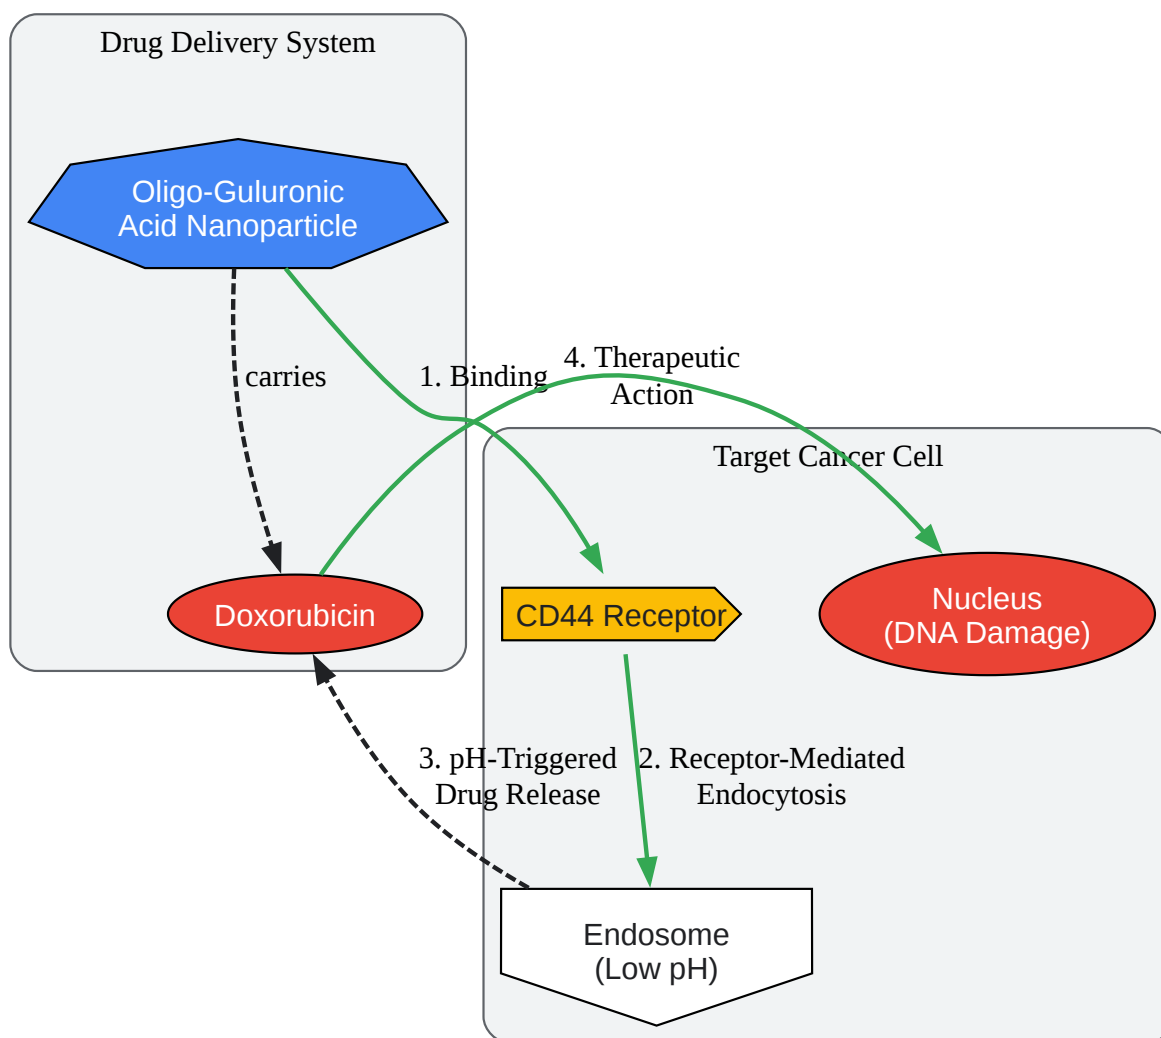 Drug Delivery System
Oligo-Guluronic
Acid Nanoparticle
carries
1. Binding
4. Therapeutic
Action
Target Cancer Cell
Doxorubicin
CD44 Receptor
Nucleus
(DNA Damage)
3. pH-Triggered
Drug Release
2. Receptor-Mediated
Endocytosis
Endosome
(Low pH)